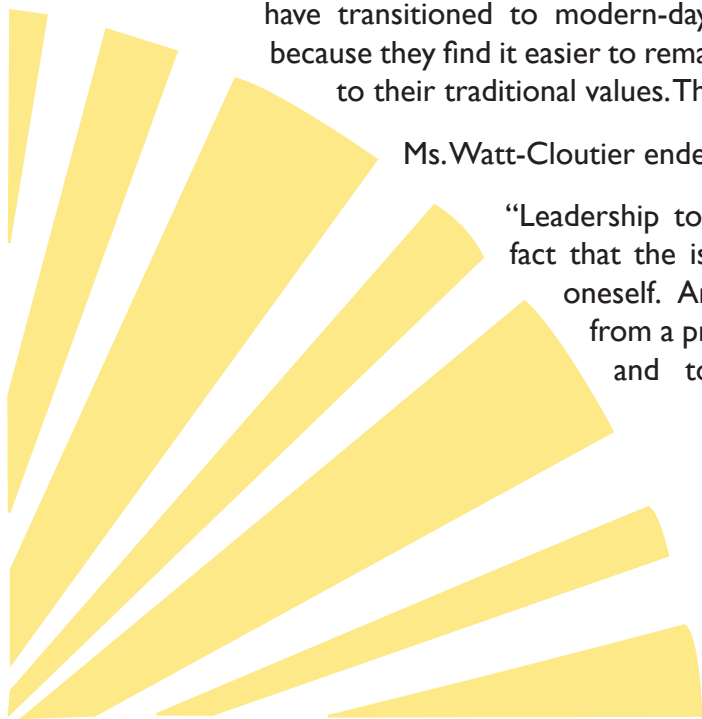 have transitioned to modern-day
because they find it easier to rema
to their traditional values. Th
Ms. Watt-Cloutier ende
“Leadership to
fact that the is
oneself. Ar
from a pr
and to